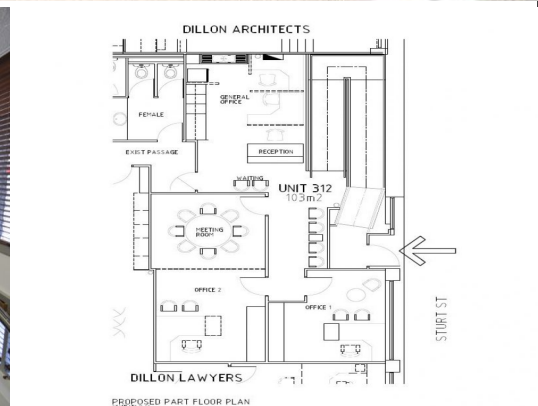 DILLON ARCHITECTS
GENERAL
OFFICE
FEMALE
EXIST PASSAGE
RECEPTION
WAITING
UNIT 312
103m2
MEETING
ROOM
OFFICE 2
OFFICE 1
STURT ST
DILLON LAWYERS
PROPOSED PART FLOOR PLAN